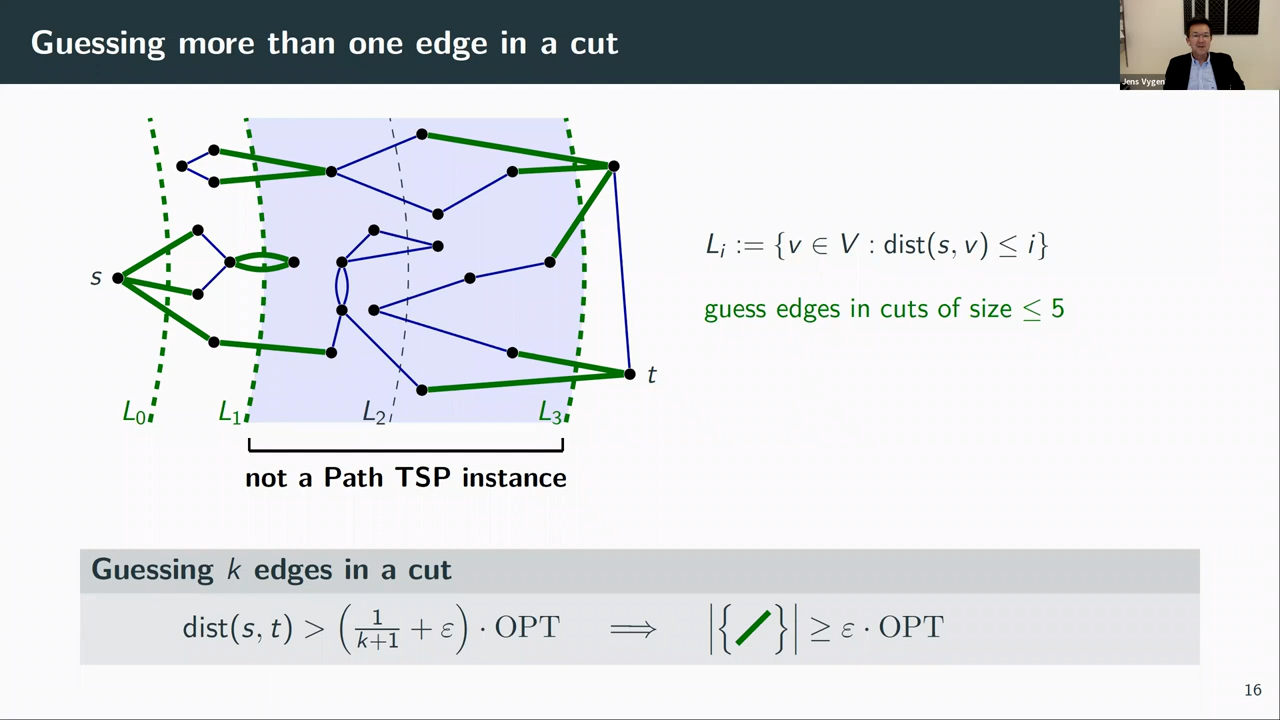 Guessing more than one edge in a cut
Jens Vygen
s
t
L₀
L₁
L₂
L₃
not a Path TSP instance
Lᵢ := {v ∈ V : dist(s, v) ≤ i}
guess edges in cuts of size ≤ 5
Guessing k edges in a cut
dist(s, t) > (1/(k+1) + ε) · OPT ⟹ |{ }| ≥ ε · OPT
16